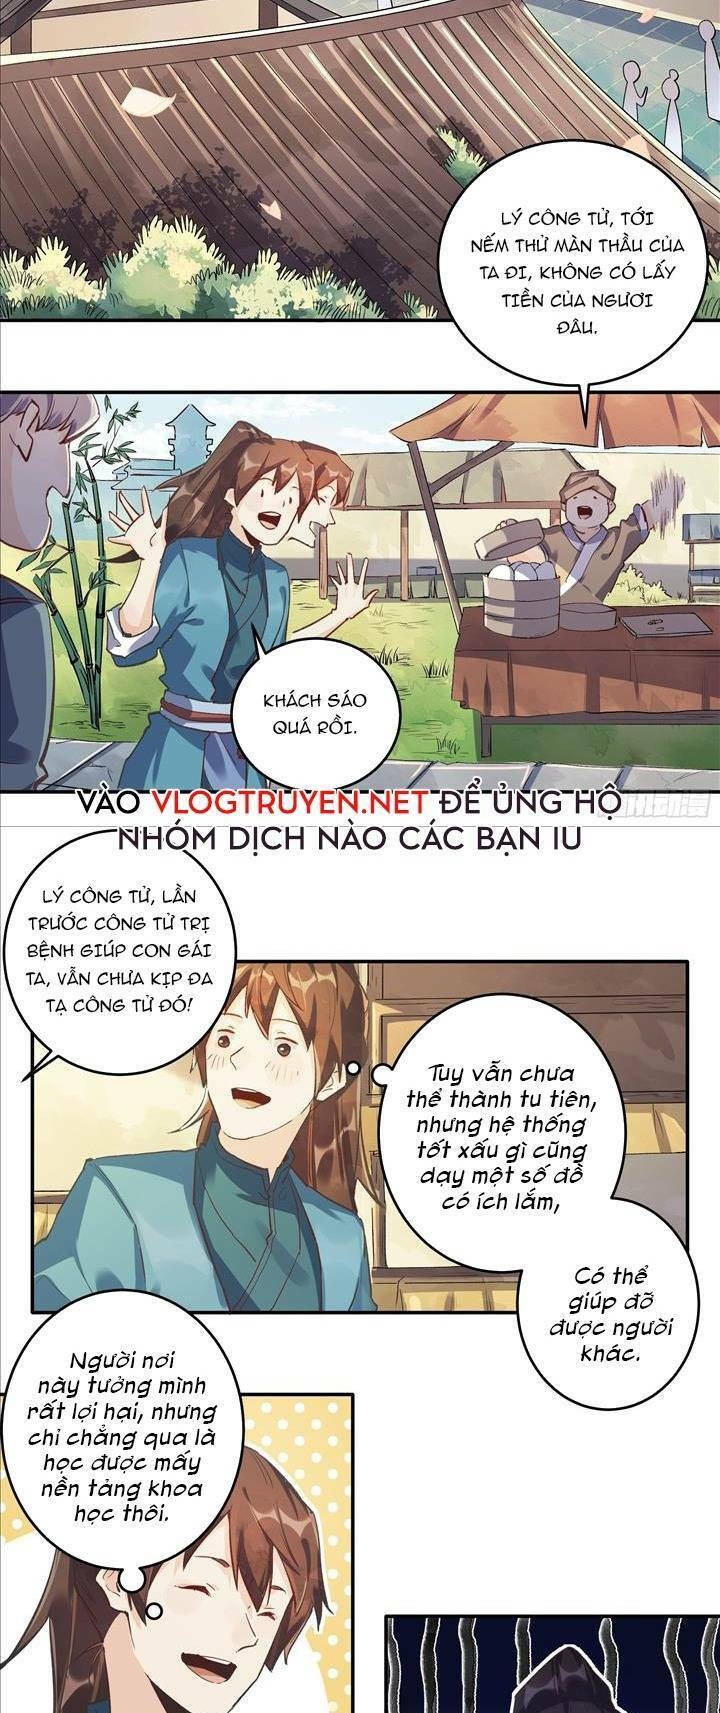 LÝ CÔNG TỬ, TỚI
NẾM THỬ MÀN THẦU CỦA
TA ĐI, KHÔNG CÓ LẤY
TIỀN CỦA NGƯƠI
ĐÂU.
KHÁCH SÁO
QUÁ RỒI.
VÀO VLOGTRUYEN.NET ĐỂ ỦNG HỘ
NHÓM DỊCH NÀO CÁC BẠN IU
LÝ CÔNG TỬ, LẦN
TRƯỚC CÔNG TỬ TRỊ
BỆNH GIÚP CON GÁI
TA, VẪN CHƯA KỊP ĐA
TẠ CÔNG TỬ ĐÓ!
Tuy vẫn chưa
thể thành tu tiên,
nhưng hệ thống
tốt xấu gì cũng
dạy một số đồ
có ích lắm,
Có thể
giúp đỡ
được người
khác.
Người nơi
này tưởng mình
rất lợi hại, nhưng
chỉ chẳng qua là
học được mấy
nền tảng khoa
học thôi.